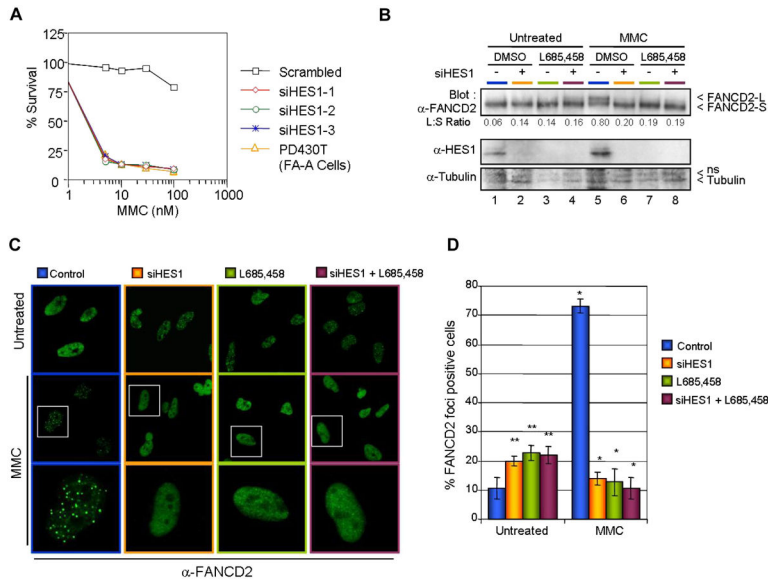 A
125
100
75
50
25
0
% Survival
1
10
100
1000
MMC (nM)
Scrambled
siHES1-1
siHES1-2
siHES1-3
PD430T
(FA-A Cells)
B
Untreated
MMC
DMSO
L685,458
DMSO
L685,458
siHES1
- + - + - + - +
Blot :
α-FANCD2
< FANCD2-L
< FANCD2-S
L:S Ratio
0.06 0.14 0.14 0.16 0.80 0.20 0.19 0.19
α-HES1
α-Tubulin
< ns
< Tubulin
1 2 3 4 5 6 7 8
C
Control
siHES1
L685,458
siHES1 + L685,458
Untreated
MMC
α-FANCD2
D
80
70
60
50
40
30
20
10
0
% FANCD2 foci positive cells
** ** **
* * * *
Untreated
MMC
Control
siHES1
L685,458
siHES1 + L685,458